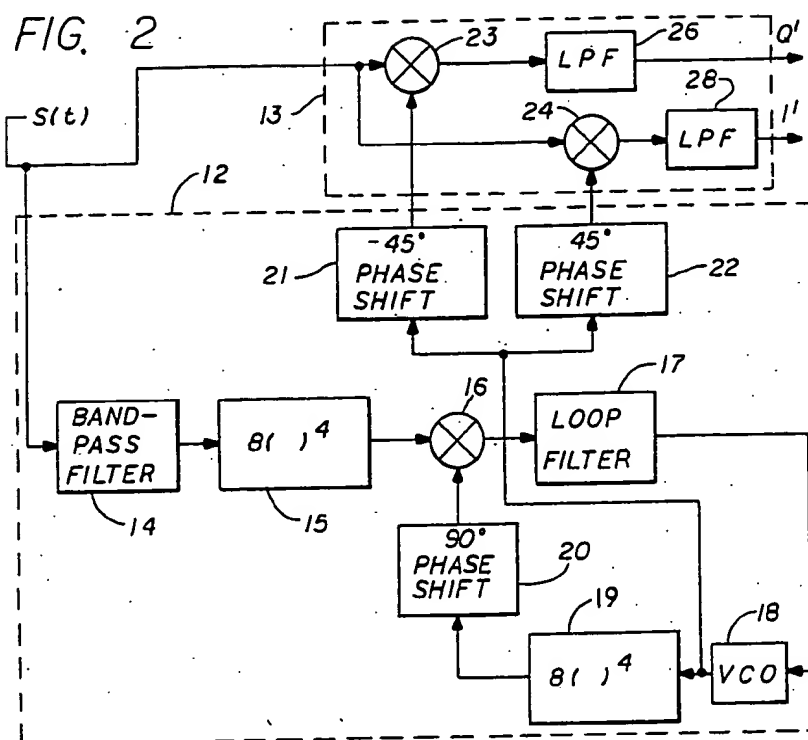 FIG. 2
S(t)
13
23
LPF
26
Q'
24
LPF
28
I'
12
21
-45°
PHASE
SHIFT
45°
PHASE
SHIFT
22
BAND-
PASS
FILTER
14
8( )4
15
16
LOOP
FILTER
17
90°
PHASE
SHIFT
20
19
8( )4
18
VCO